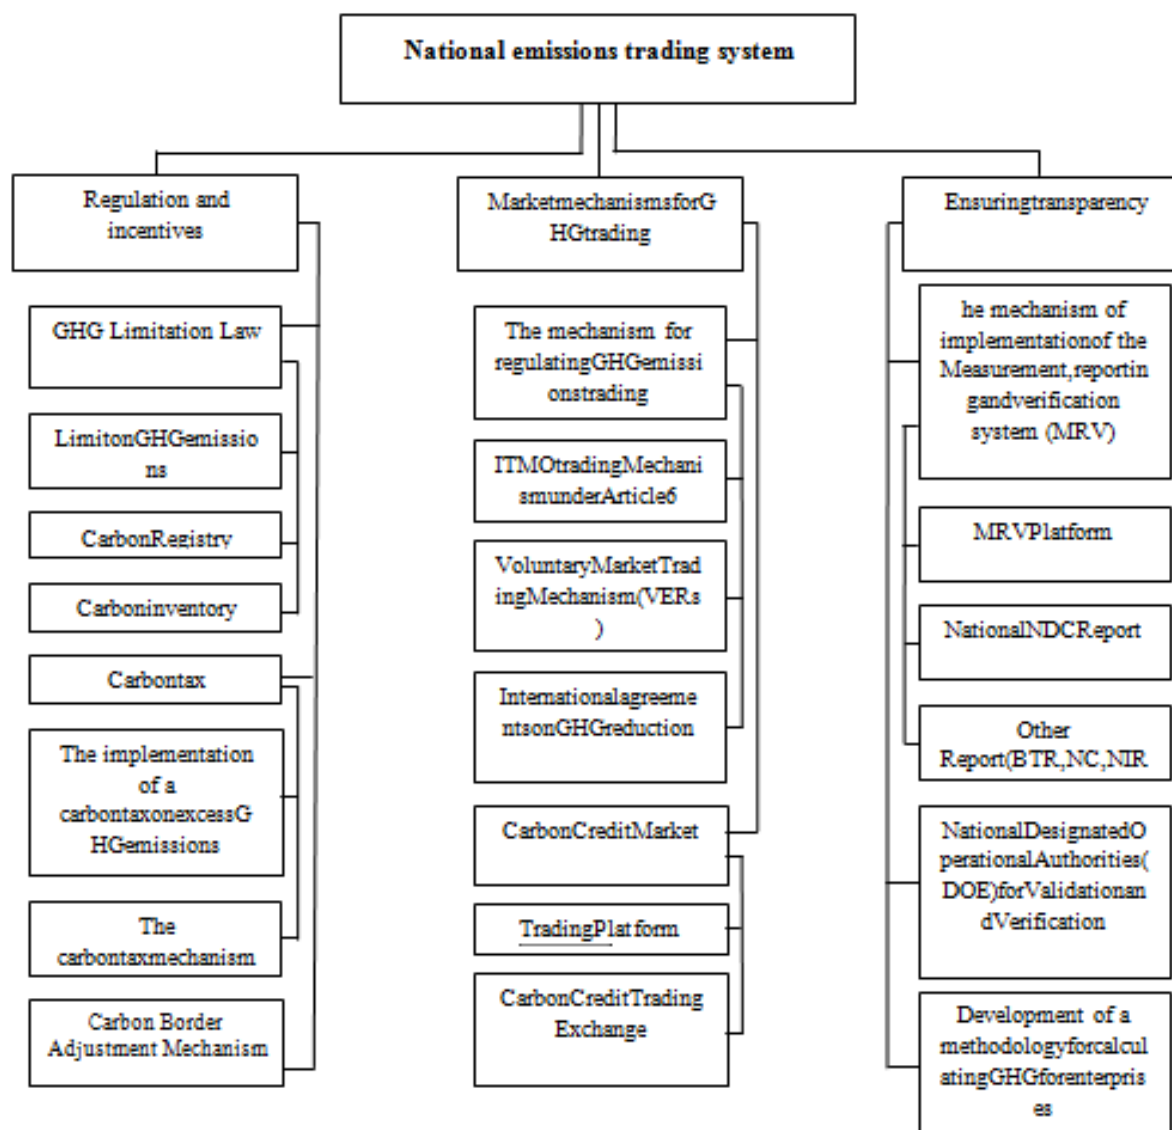 National emissions trading system
Regulation and
incentives
GHG Limitation Law
LimitonGHGemissio
ns
CarbonRegistry
Carboninventory
Carbontax
The implementation
of a
carbontaxonexcessG
HGemissions
The
carbontaxmechanism
Carbon Border
Adjustment Mechanism
MarketmechanismsforG
HGtrading
The mechanism for
regulatingGHGemissi
onstrading
ITMOtradingMechani
smunderArticle6
VoluntaryMarketTrad
ingMechanism(VERs
)
Internationalagreeme
ntsonGHGreduction
CarbonCreditMarket
TradingPlatform
CarbonCreditTrading
Exchange
Ensuringtransparency
he mechanism of
implementationof the
Measurement,reportin
gandverification
system (MRV)
MRVPlatform
NationalNDCReport
Other
Report(BTR,NC,NIR
NationalDesignatedO
perationalAuthorities(
DOE)forValidationan
dVerification
Development of a
methodologyforcalcul
atingGHGforenterpris
es